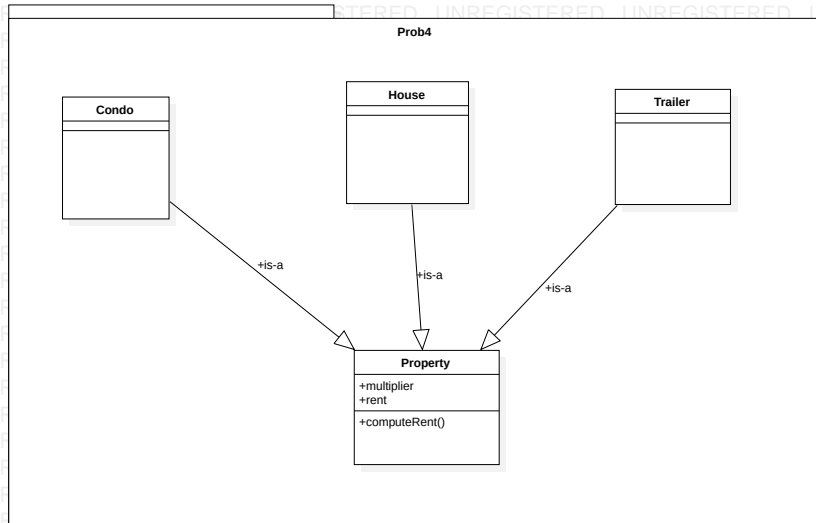 STERED UNREGISTERED UNREGISTERED
Prob4
Condo
House
Trailer
+is-a
+is-a
+is-a
Property
+multiplier
+rent
+computeRent()